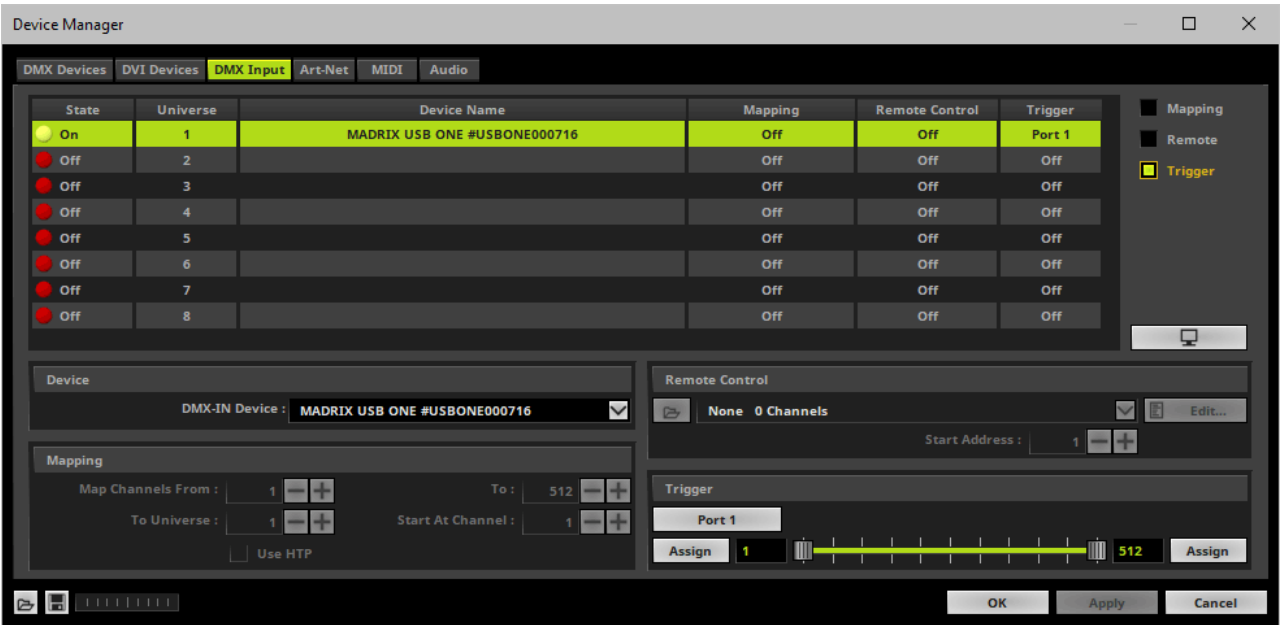 Device Manager
DMX Devices DVI Devices DMX Input Art-Net MIDI Audio
State Universe Device Name Mapping Remote Control Trigger
On 1 MADRIX USB ONE #USBONE000716 Off Off Port 1
Off 2 Off Off Off
Off 3 Off Off Off
Off 4 Off Off Off
Off 5 Off Off Off
Off 6 Off Off Off
Off 7 Off Off Off
Off 8 Off Off Off
Mapping
Remote
Trigger
Device
DMX-IN Device : MADRIX USB ONE #USBONE000716
Mapping
Map Channels From : 1 To : 512
To Universe : 1 Start At Channel : 1
Use HTP
Remote Control
None 0 Channels Edit...
Start Address : 1
Trigger
Port 1
Assign 1 512 Assign
OK Apply Cancel